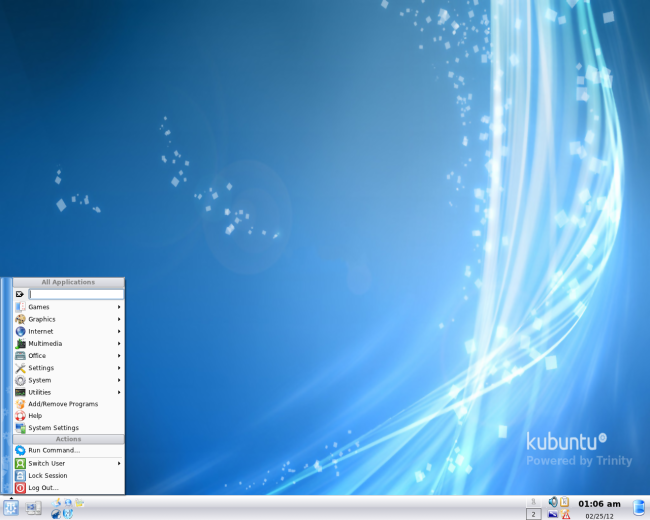 All Applications
Games
Graphics
Internet
Multimedia
Office
Settings
System
Utilities
Add/Remove Programs
Help
System Settings
Actions
Run Command...
Switch User
Lock Session
Log Out...
kubuntu
Powered by Trinity
2
01:06 am
02/25/12